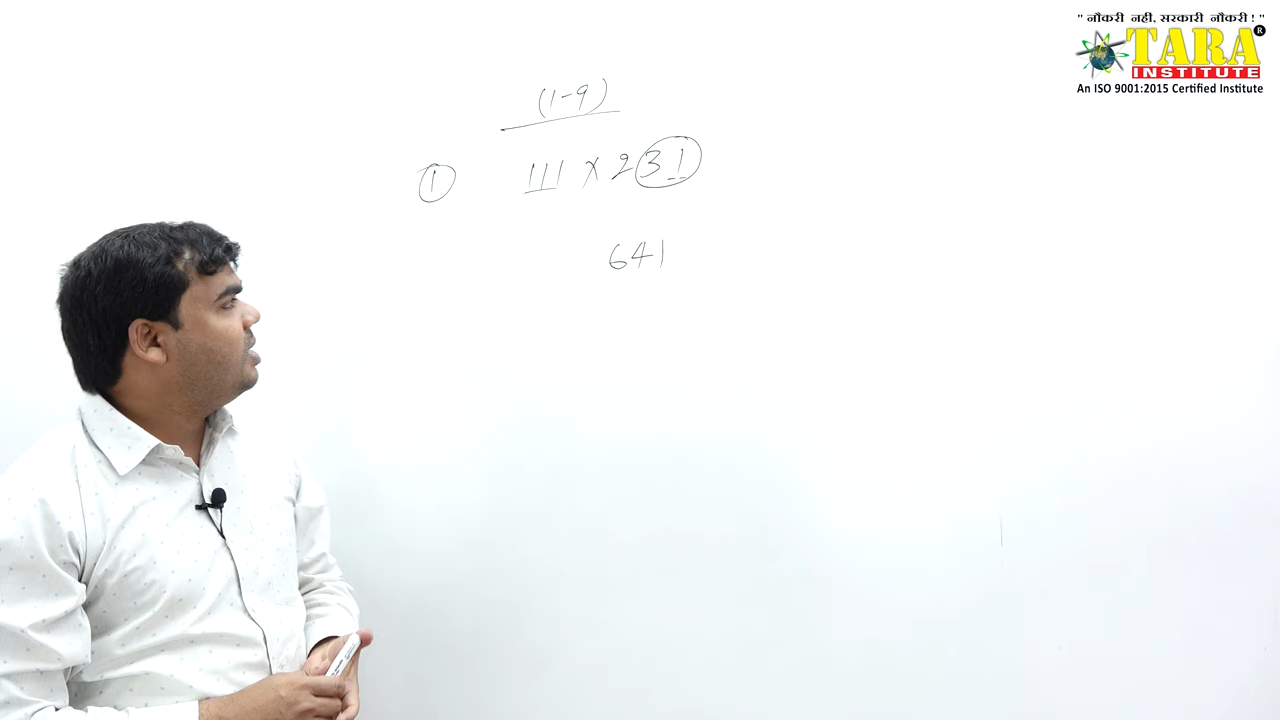 " नौकरी नहीं, सरकारी नौकरी ! "
TARA ®
INSTITUTE
An ISO 9001:2015 Certified Institute
(1-9)
① 111 × 231
641